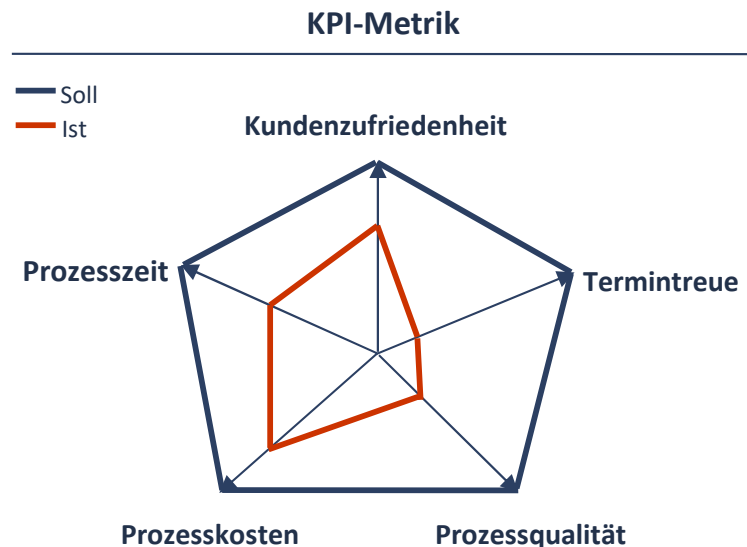 KPI-Metrik
Soll
Ist
Kundenzufriedenheit
Prozesszeit
Termintreue
Prozesskosten
Prozessqualität